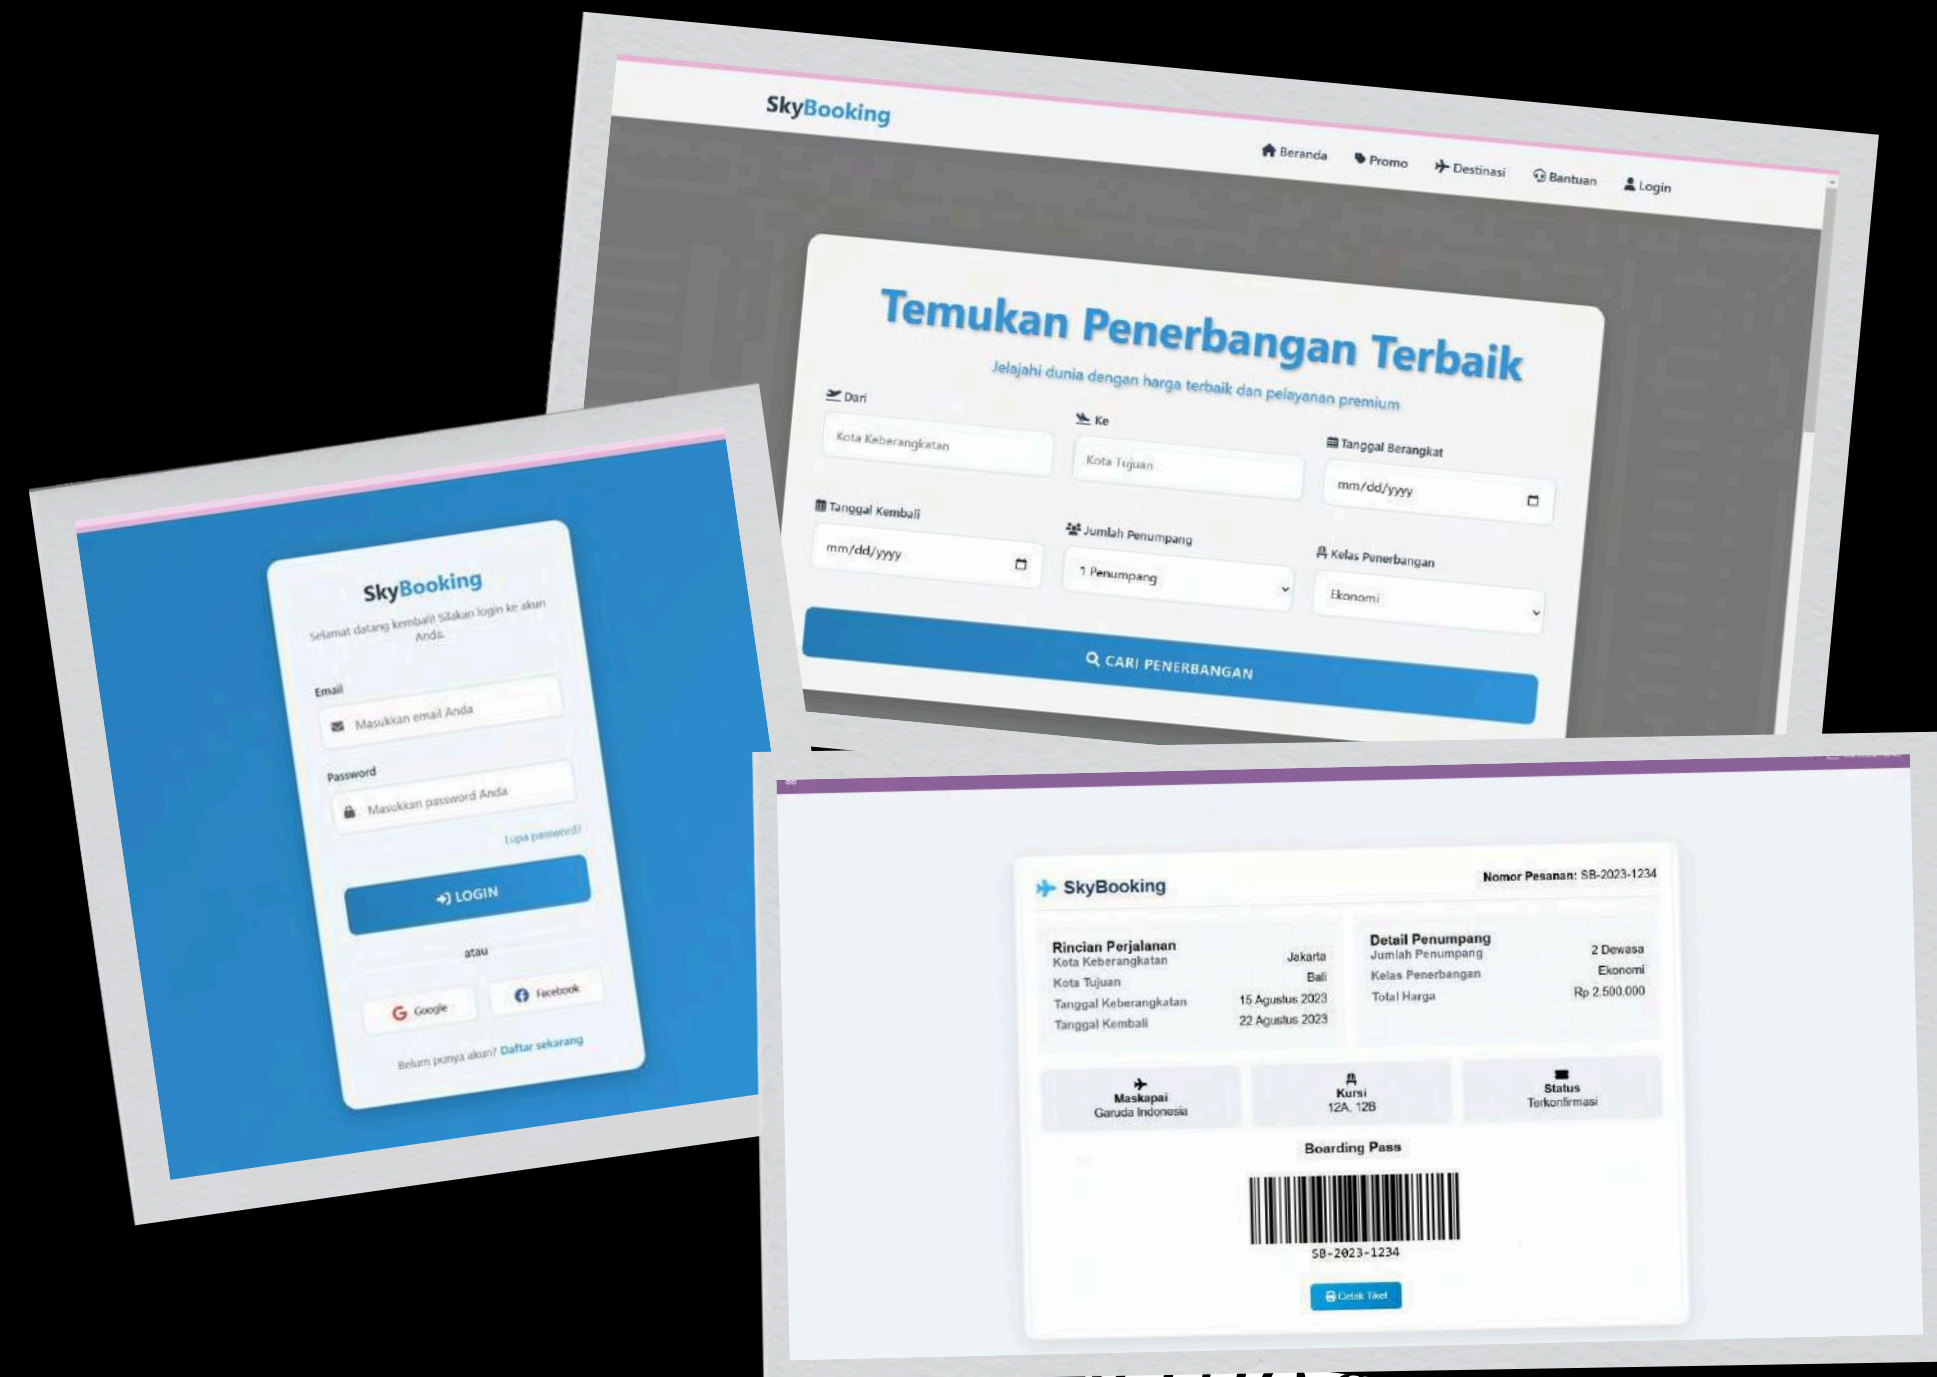 SkyBooking
Beranda Promo Destinasi Bantuan Login
Temukan Penerbangan Terbaik
Jelajahi dunia dengan harga terbaik dan pelayanan premium
Dari
Kota Keberangkatan
Ke
Kota Tujuan
Tanggal Berangkat
mm/dd/yyyy
Tanggal Kembali
mm/dd/yyyy
Jumlah Penumpang
1 Penumpang
Kelas Penerbangan
Ekonomi
CARI PENERBANGAN
SkyBooking
Selamat datang kembali! Silakan login ke akun
Anda.
Email
Masukkan email Anda
Password
Masukkan password Anda
Lupa password?
LOGIN
atau
Google
Facebook
Belum punya akun? Daftar sekarang
SkyBooking
Nomor Pesanan: SB-2023-1234
Rincian Perjalanan
Kota Keberangkatan Jakarta
Kota Tujuan Bali
Tanggal Keberangkatan 15 Agustus 2023
Tanggal Kembali 22 Agustus 2023
Detail Penumpang
Jumlah Penumpang 2 Dewasa
Kelas Penerbangan Ekonomi
Total Harga Rp 2.500.000
Maskapai
Garuda Indonesia
Kursi
12A, 12B
Status
Terkonfirmasi
Boarding Pass
SB-2023-1234
Cetak Tiket